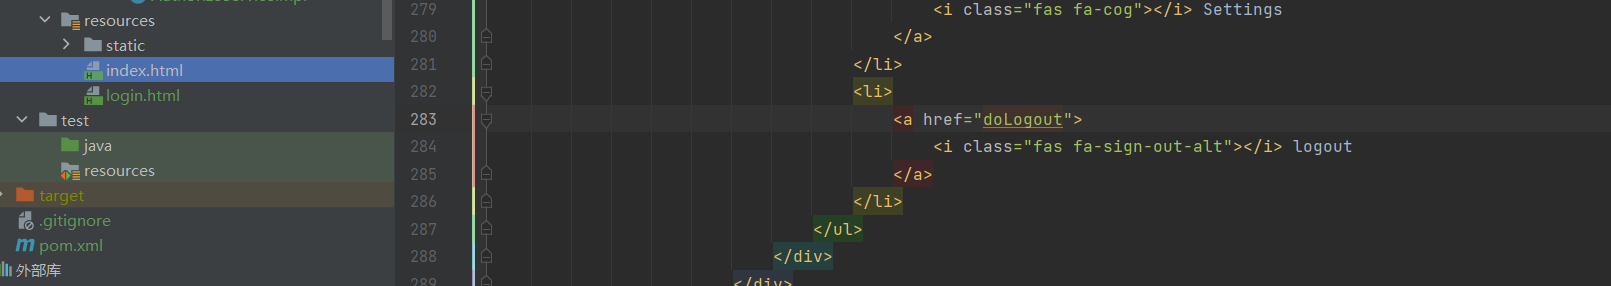 resources
static
index.html
login.html
test
java
resources
target
.gitignore
pom.xml
外部库
279 <i class="fas fa-cog"></i> Settings
280 </a>
281 </li>
282 <li>
283 <a href="doLogout">
284 <i class="fas fa-sign-out-alt"></i> logout
285 </a>
286 </li>
287 </ul>
288 </div>
289 </div>